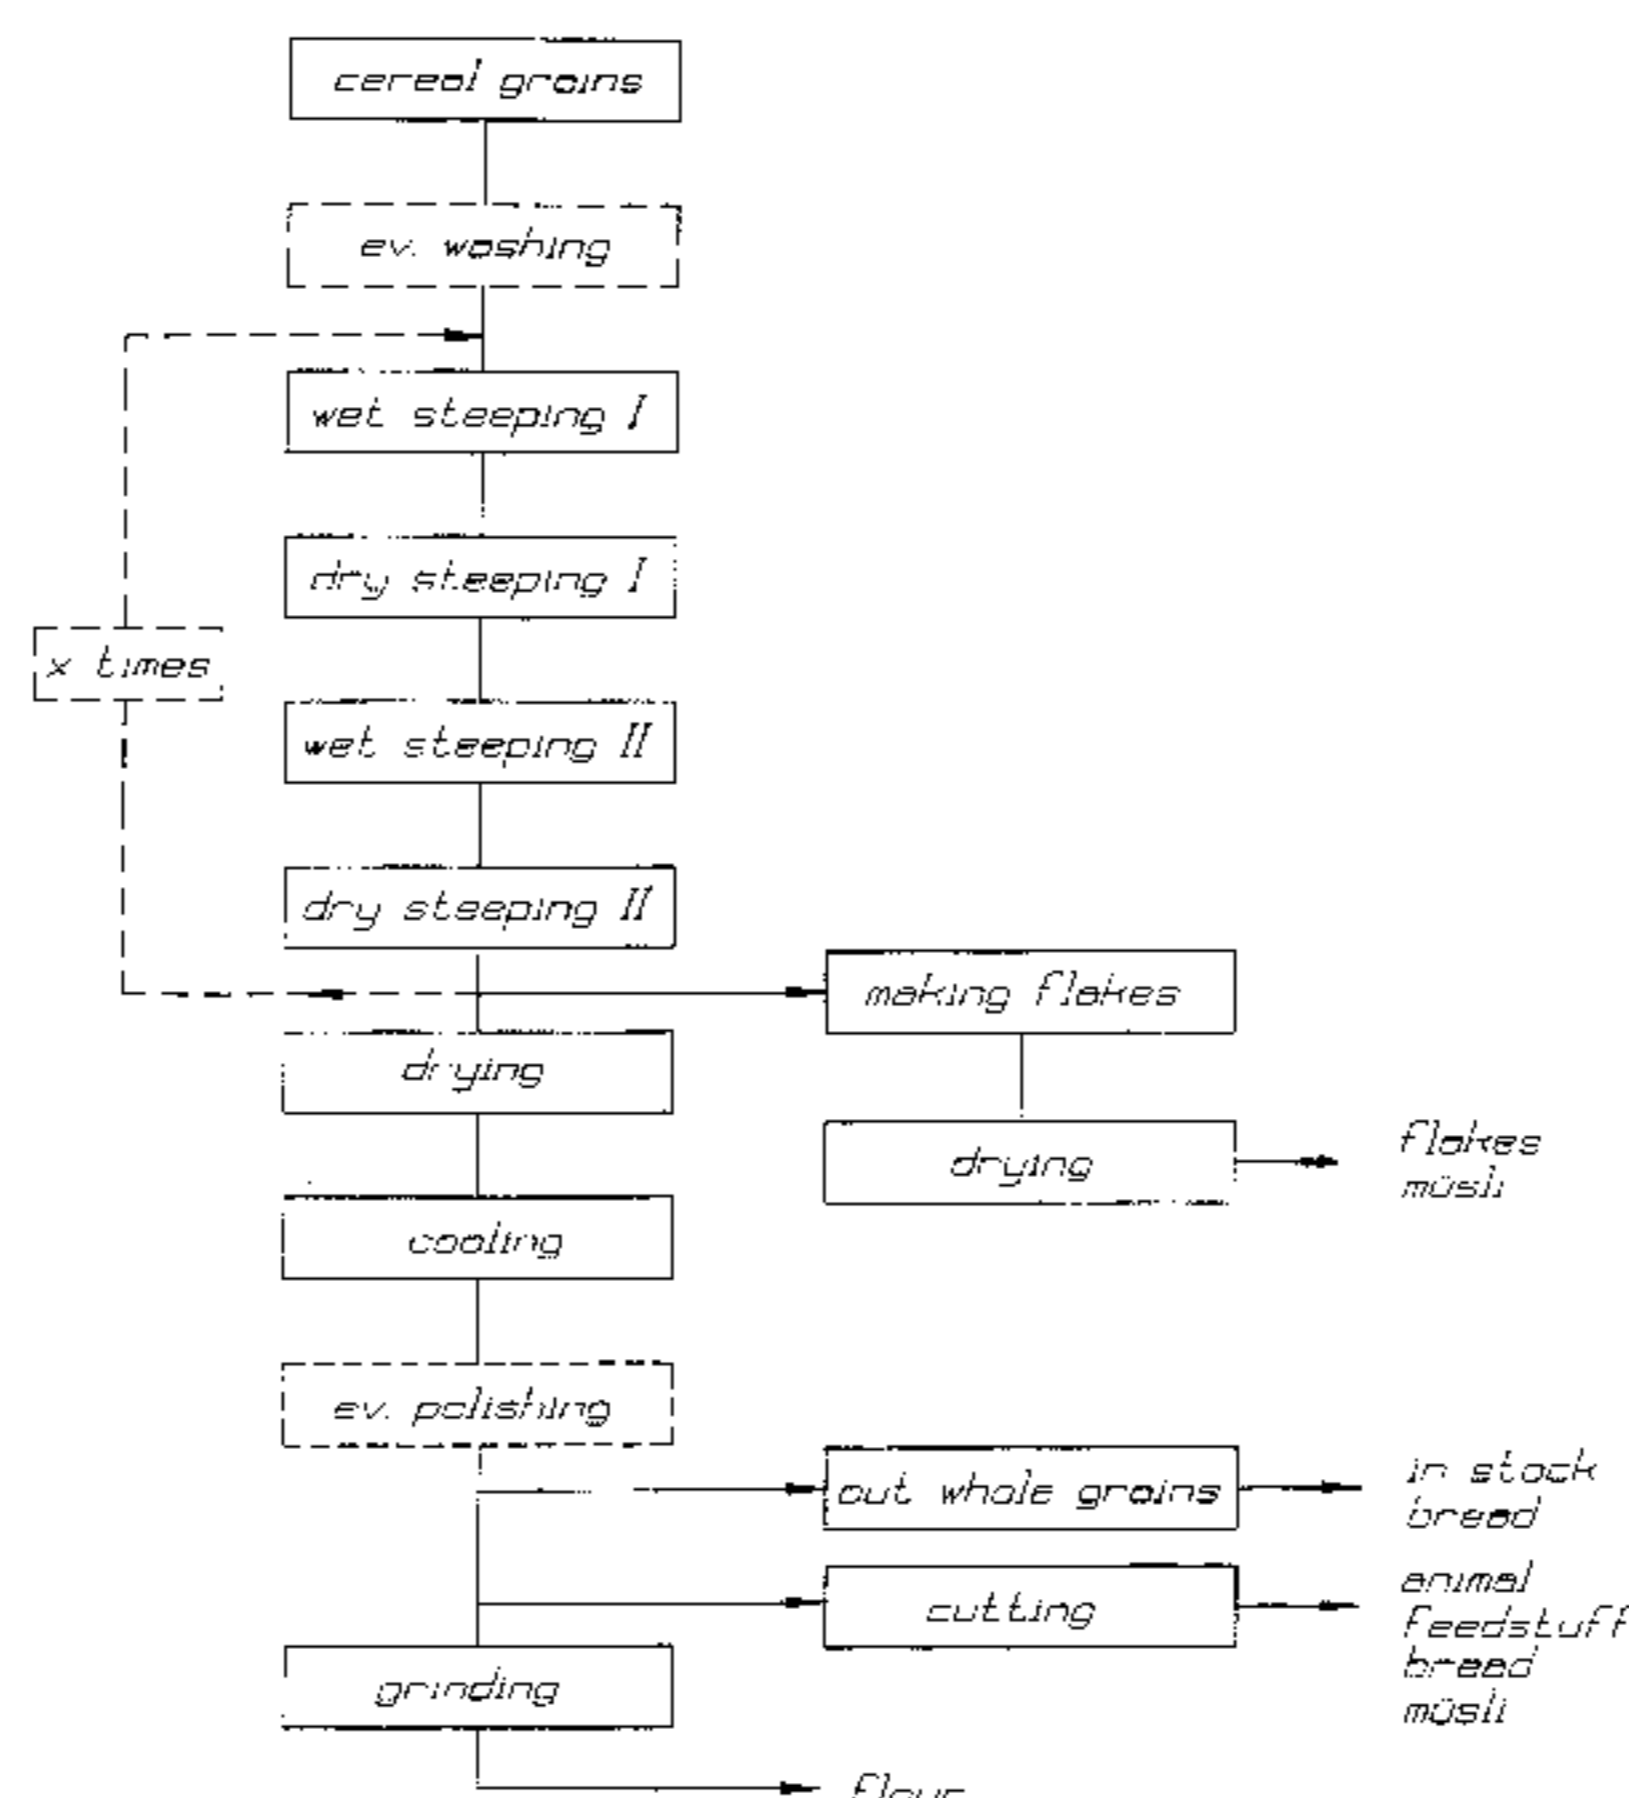 cereal grains
ev. washing
wet steeping I
dry steeping I
x times
wet steeping II
dry steeping II
making flakes
drying
drying
flakes
müsli
cooling
ev. polishing
out whole grains
in stock
bread
cutting
animal
feedstuff
bread
müsli
grinding
flour